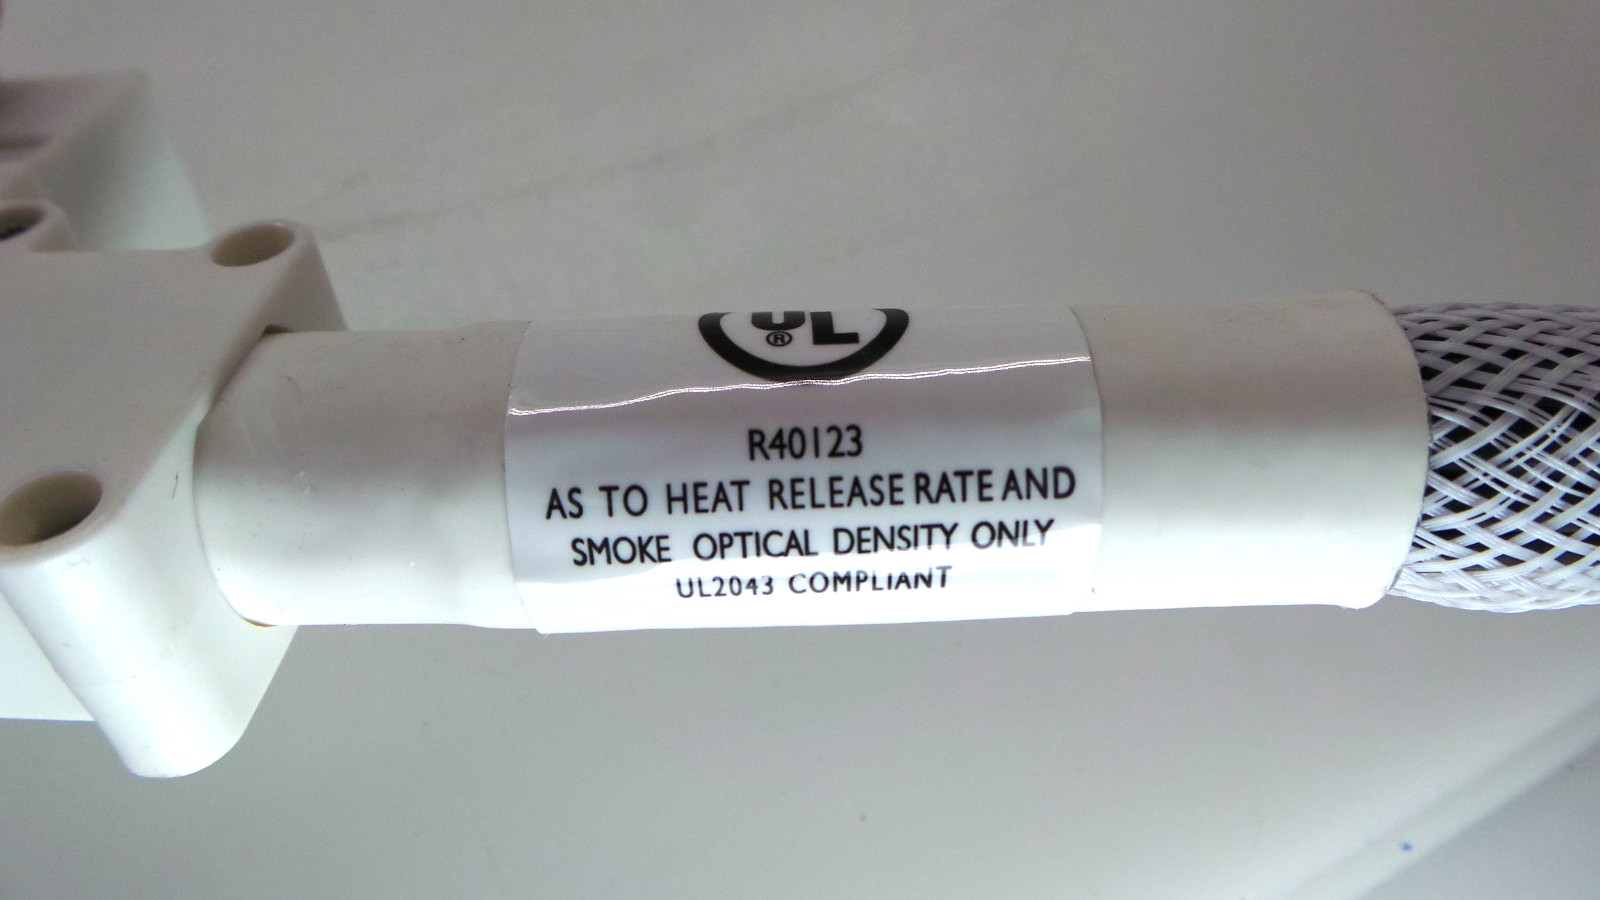 UL
®
R40123
AS TO HEAT RELEASE RATE AND
SMOKE OPTICAL DENSITY ONLY
UL2043 COMPLIANT